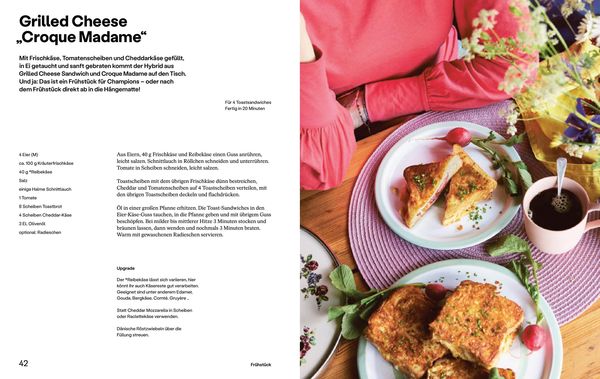 Grilled Cheese
„Croque Madame“
Mit Frischkäse, Tomatenscheiben und Cheddarkäse gefüllt,
in Ei getaucht und sanft gebraten kommt der Hybrid aus
Grilled Cheese Sandwich und Croque Madame auf den Tisch.
Und ja: Das ist ein Frühstück für Champions – oder nach
dem Frühstück direkt ab in die Hängematte!
Für 4 Toastsandwiches
Fertig in 20 Minuten
4 Eier (M)
ca. 100 g Kräuterfrischkäse
40 g *Reibekäse
Salz
einige Halme Schnittlauch
1 Tomate
8 Scheiben Toastbrot
4 Scheiben Cheddar-Käse
3 EL Olivenöl
optional: Radieschen
Aus Eiern, 40 g Frischkäse und Reibekäse einen Guss anrühren,
leicht salzen. Schnittlauch in Röllchen schneiden und unterrühren.
Tomate in Scheiben schneiden, leicht salzen.
Toastscheiben mit dem übrigen Frischkäse dünn bestreichen,
Cheddar und Tomatenscheiben auf 4 Toastscheiben verteilen, mit
den übrigen Toastscheiben deckeln und flachdrücken.
Öl in einer großen Pfanne erhitzen. Die Toast-Sandwiches in den
Eier-Käse-Guss tauchen, in die Pfanne geben und mit übrigem Guss
beschöpfen. Bei milder bis mittlerer Hitze 3 Minuten stocken und
bräunen lassen, dann wenden und nochmals 3 Minuten braten.
Warm mit gewaschenen Radieschen servieren.
Upgrade
Der *Reibekäse lässt sich variieren, hier
könnt ihr auch Käsereste gut verarbeiten.
Geeignet sind unter anderem Edamer,
Gouda, Bergkäse, Comté, Gruyère ..
Statt Cheddar Mozzarella in Scheiben
oder Raclettekäse verwenden.
Dänische Röstzwiebeln über die
Füllung streuen.
42
Frühstück